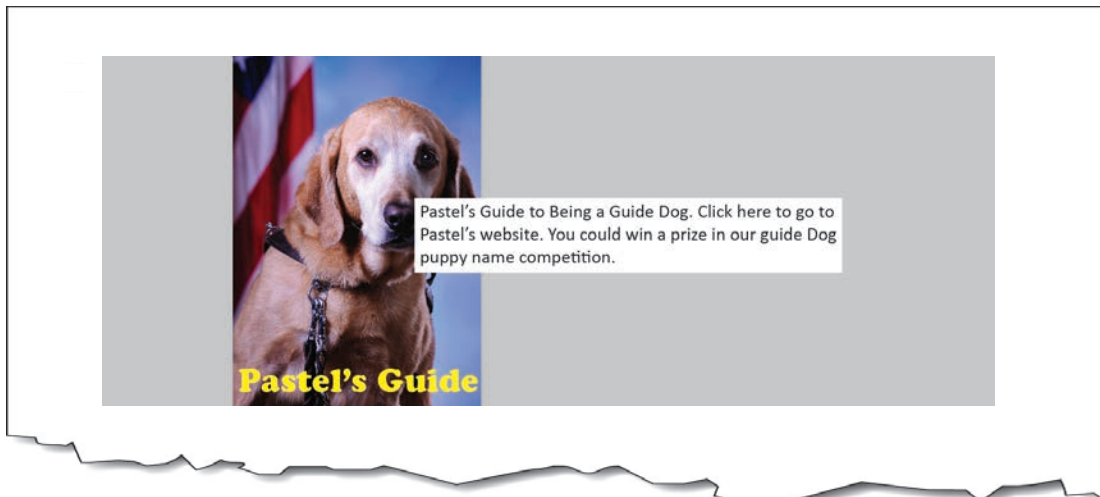 Pastel’s Guide to Being a Guide Dog. Click here to go to
Pastel’s website. You could win a prize in our guide Dog
puppy name competition.
Pastel’s Guide